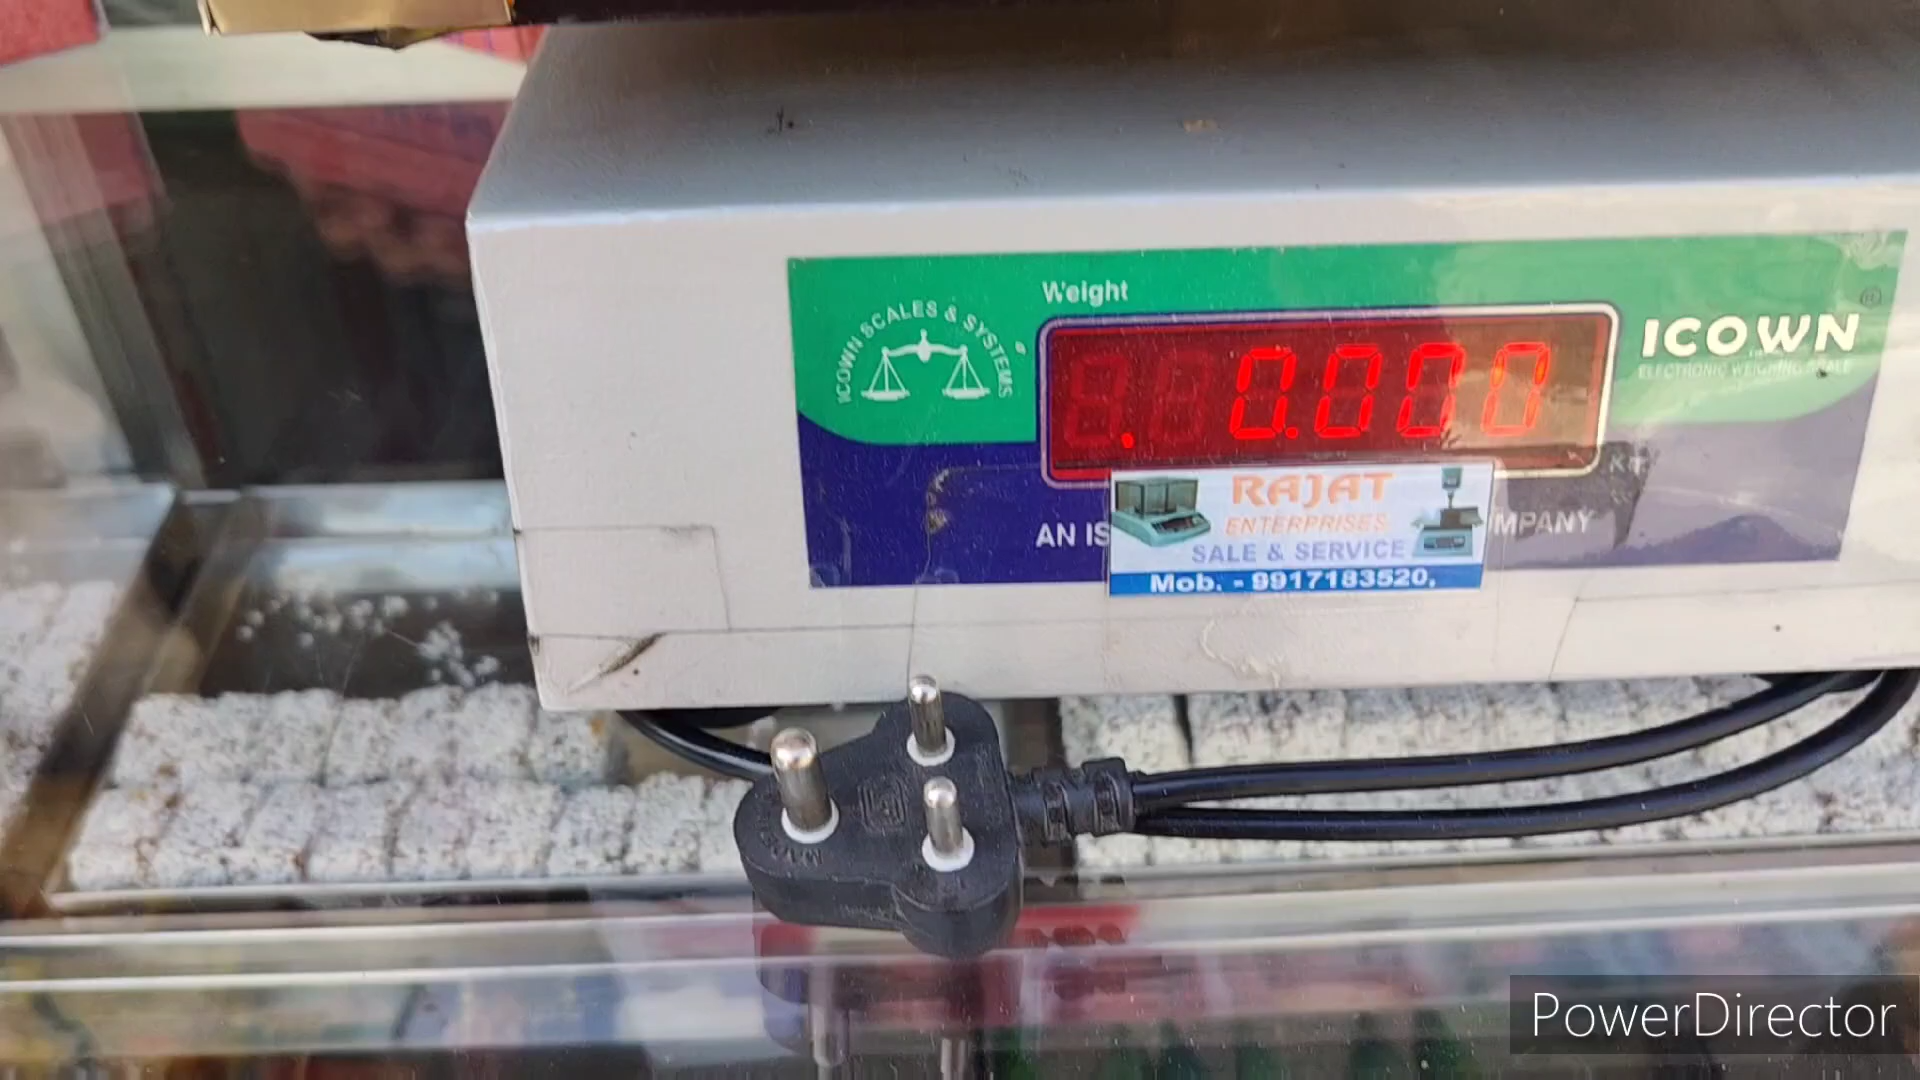 Weight
ICOWN SCALES & SYSTEMS
0.000
ICOWN
®
ELECTRONIC WEIGHING SCALE
AN IS
MPANY
RAJAT
ENTERPRISES
SALE & SERVICE
Mob. - 9917183520,
PowerDirector